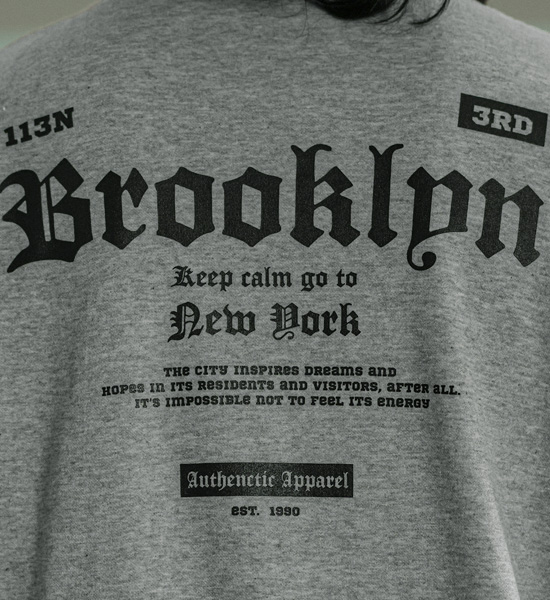 113N
3RD
Brooklyn
Keep calm go to
New York
THE CITY INSPIRES DREAMS AND
HOPES IN ITS RESIDENTS AND VISITORS, AFTER ALL.
IT'S IMPOSSIBLE NOT TO FEEL ITS ENERGY
Authenctic Apparel
EST. 1990